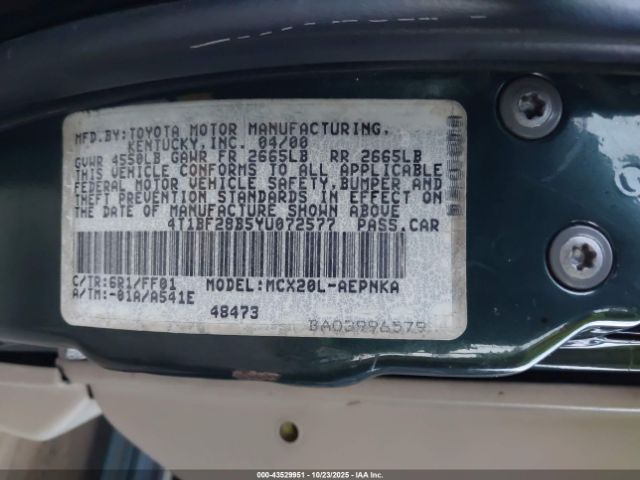 MFD.BY:TOYOTA MOTOR MANUFACTURING,
KENTUCKY,INC. 04/00
GVWR 4550LB GAWR FR 2665LB RR 2665LB
THIS VEHICLE CONFORMS TO ALL APPLICABLE
FEDERAL MOTOR VEHICLE SAFETY,BUMPER AND
THEFT PREVENTION STANDARDS IN EFFECT ON
THE DATE OF MANUFACTURE SHOWN ABOVE
4T1BF28B5YU072577 PASS.CAR
C/TR:6R1/FF01 MODEL:MCX20L-AEPNKA
A/TM:-01A/A541E
48473
BA03996579
000-43529951 - 10/23/2025 - IAAI.COM